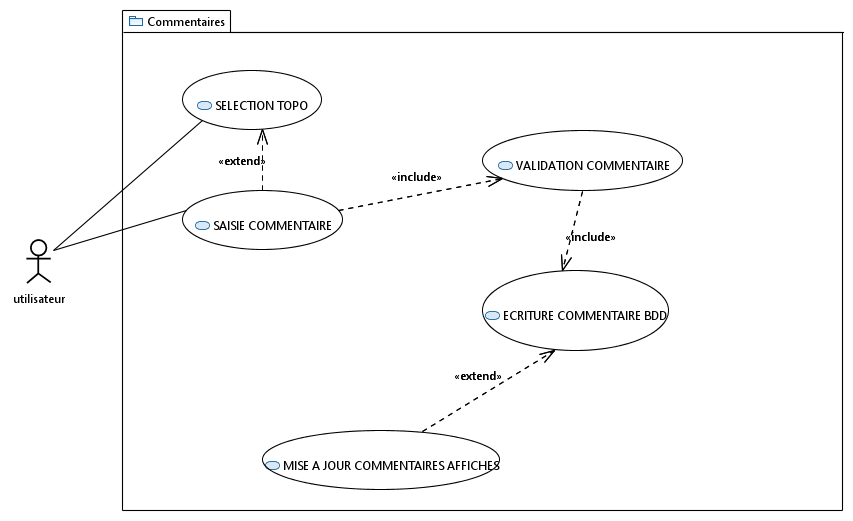 Commentaires
SELECTION TOPO
«extend»
VALIDATION COMMENTAIRE
«include»
SAISIE COMMENTAIRE
«include»
utilisateur
ECRITURE COMMENTAIRE BDD
«extend»
MISE A JOUR COMMENTAIRES AFFICHES